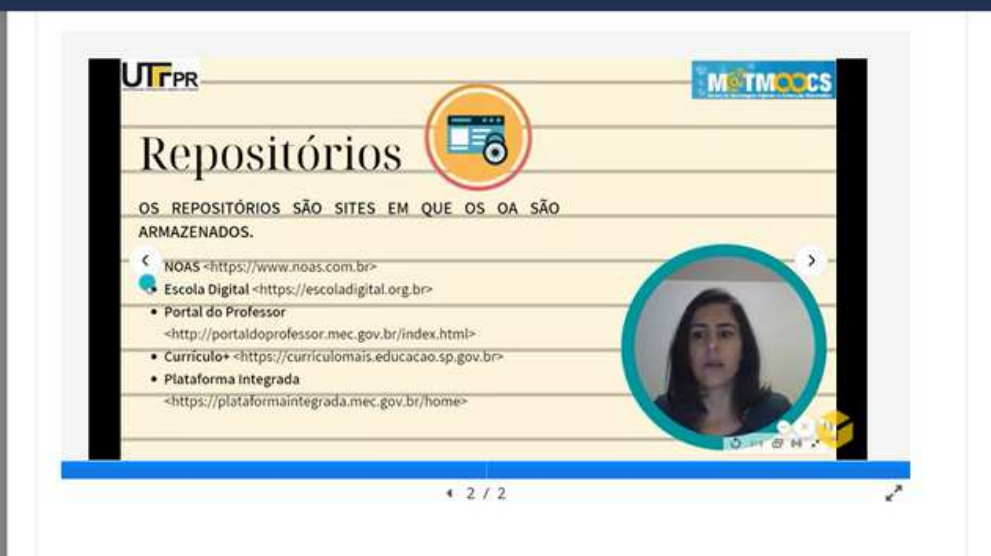 UTFPR
M@TMOOCS
Repositórios
OS REPOSITÓRIOS SÃO SITES EM QUE OS OA SÃO
ARMAZENADOS.
NOAS <https://www.noas.com.br>
• Escola Digital <https://escoladigital.org.br>
• Portal do Professor
<http://portaldoprofessor.mec.gov.br/index.html>
• Currículo+ <https://curriculomais.educacao.sp.gov.br>
• Plataforma Integrada
<https://plataformaintegrada.mec.gov.br/home>
2 / 2